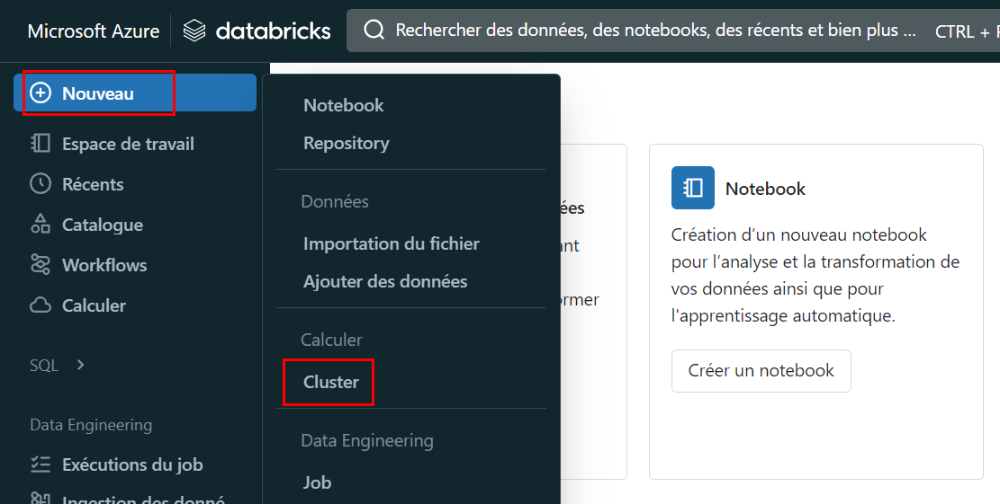 Microsoft Azure databricks Rechercher des données, des notebooks, des récents et bien plus ... CTRL +
Nouveau
Espace de travail
Récents
Catalogue
Workflows
Calculer
SQL
Data Engineering
Exécutions du job
Ingestion des donné
Notebook
Repository
Données
Importation du fichier
Ajouter des données
Calculer
Cluster
Data Engineering
Job
Notebook
Création d’un nouveau notebook
pour l’analyse et la transformation de
vos données ainsi que pour
l'apprentissage automatique.
Créer un notebook